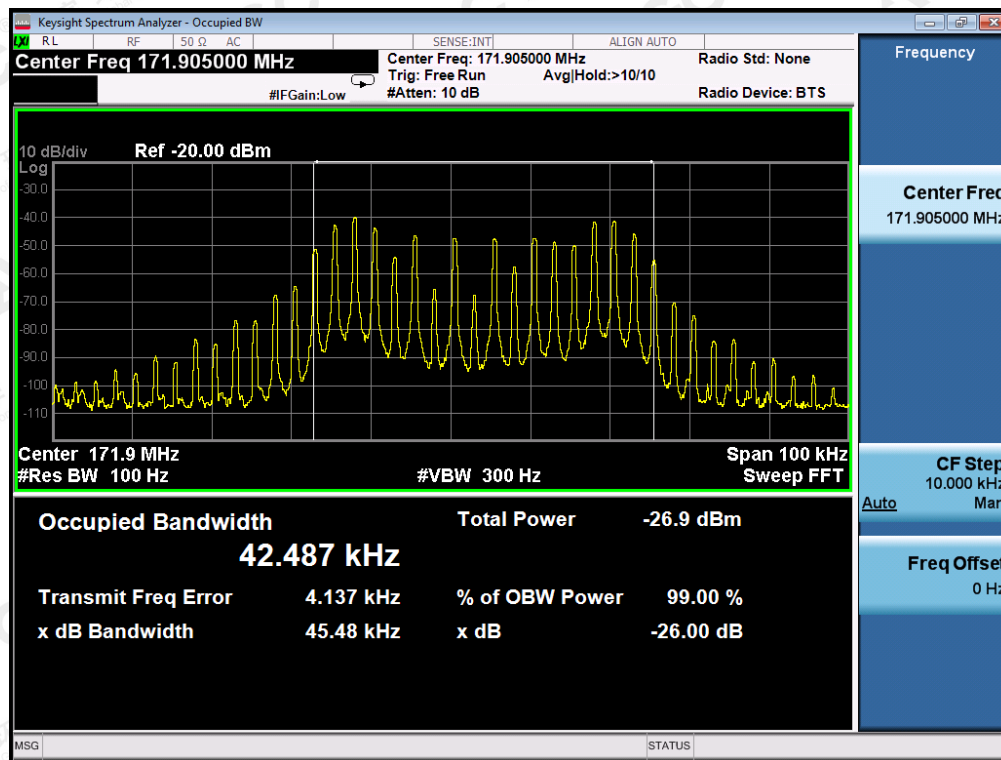 Keysight Spectrum Analyzer - Occupied BW
LXI RL RF 50 Ω AC SENSE:INT ALIGN AUTO
Center Freq 171.905000 MHz
Center Freq: 171.905000 MHz Radio Std: None
Trig: Free Run Avg|Hold:>10/10
#IFGain:Low #Atten: 10 dB Radio Device: BTS
10 dB/div Ref -20.00 dBm
Log
-30.0
-40.0
-50.0
-60.0
-70.0
-80.0
-90.0
-100
-110
Center 171.9 MHz Span 100 kHz
#Res BW 100 Hz #VBW 300 Hz Sweep FFT
Occupied Bandwidth Total Power -26.9 dBm
42.487 kHz
Transmit Freq Error 4.137 kHz % of OBW Power 99.00 %
x dB Bandwidth 45.48 kHz x dB -26.00 dB
MSG STATUS
Frequency
Center Freq
171.905000 MHz
CF Step
10.000 kHz
Auto Man
Freq Offset
0 Hz